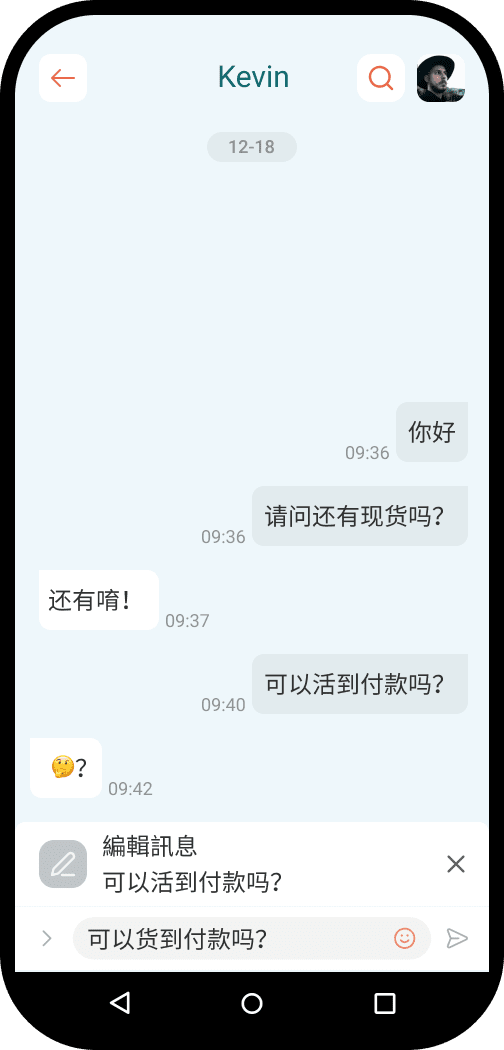 Kevin
12-18
你好
09:36
请问还有现货吗？
09:36
还有唷！
09:37
可以活到付款吗？
09:40
🤔？
09:42
編輯訊息
可以活到付款吗？
可以货到付款吗？